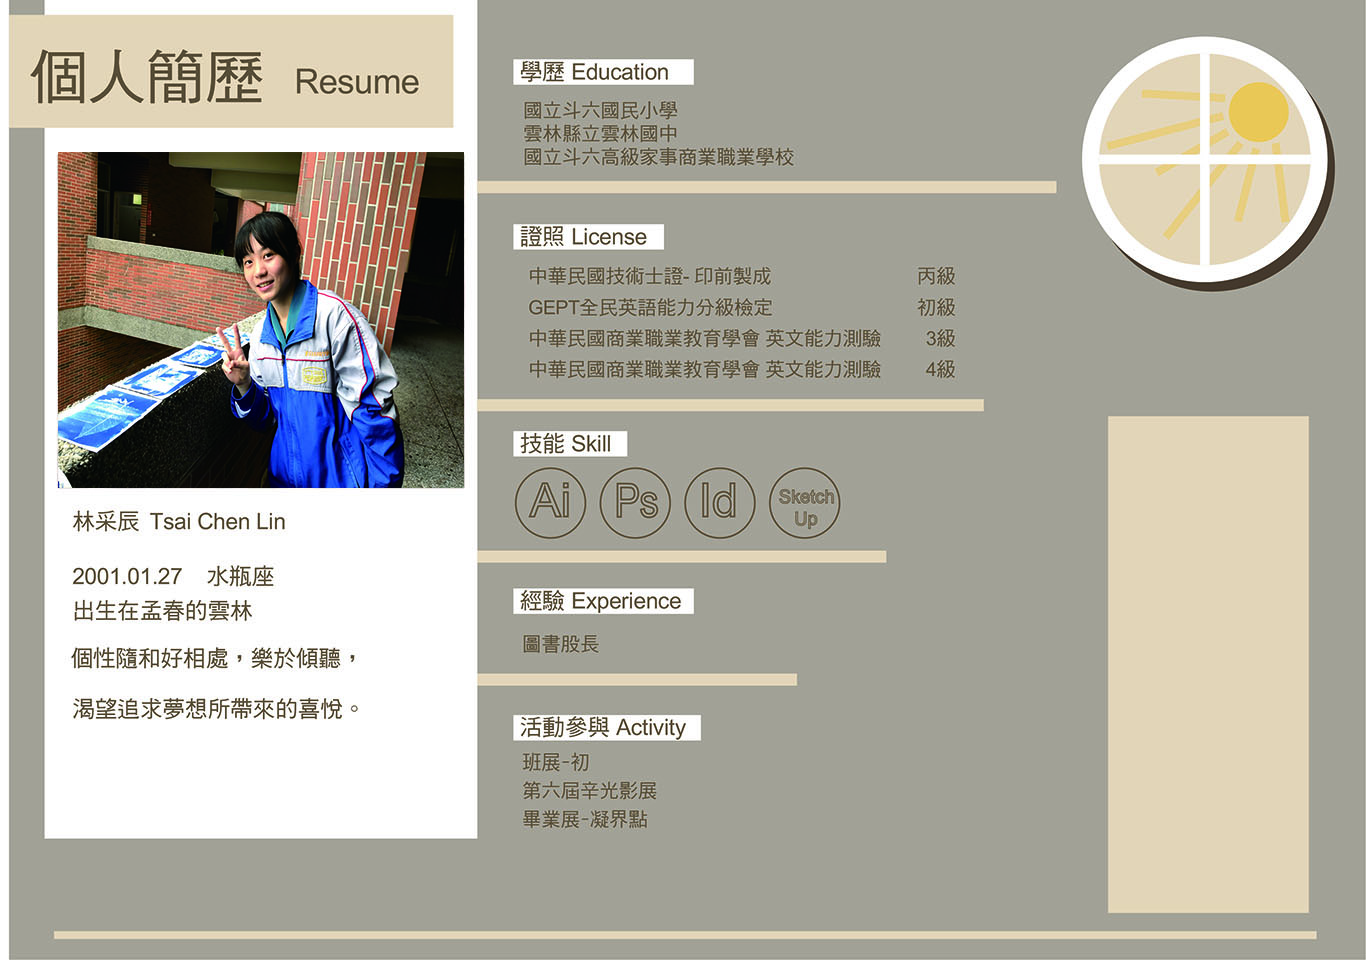 個人簡歷 Resume
林采辰 Tsai Chen Lin
2001.01.27 水瓶座
出生在孟春的雲林
個性隨和好相處，樂於傾聽，
渴望追求夢想所帶來的喜悅。
學歷 Education
國立斗六國民小學
雲林縣立雲林國中
國立斗六高級家事商業職業學校
證照 License
中華民國技術士證- 印前製成 丙級
GEPT全民英語能力分級檢定 初級
中華民國商業職業教育學會 英文能力測驗 3級
中華民國商業職業教育學會 英文能力測驗 4級
技能 Skill
Ai Ps Id Sketch
Up
經驗 Experience
圖書股長
活動參與 Activity
班展-初
第六屆辛光影展
畢業展-凝界點